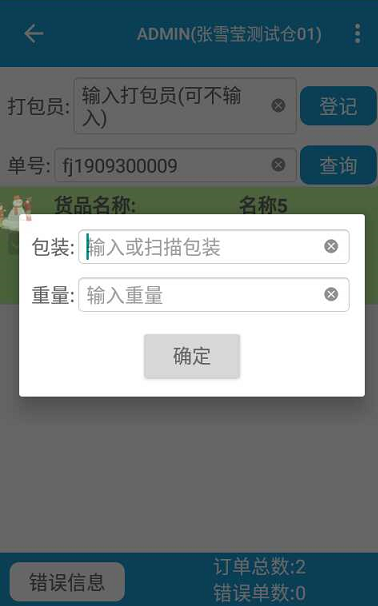 ADMIN(张雪莹测试仓01)
打包员:
输入打包员(可不输
入)
登记
单号:
fj1909300009
查询
货品名称:
名称5
包装:
输入或扫描包装
重量:
输入重量
确定
错误信息
订单总数:2
错误单数:0